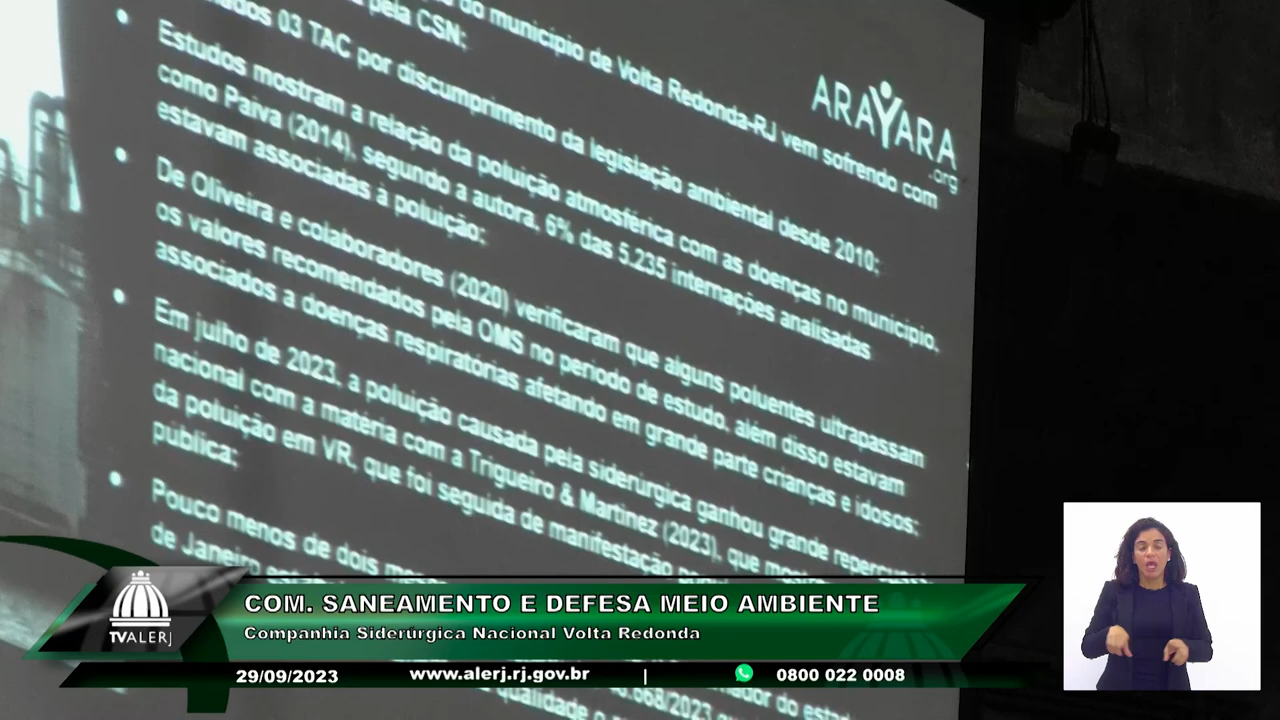 do município de Volta Redonda-RJ vem sofrendo com
pela CSN;
03 TAC por discumprimento da legislação ambiental desde 2010;
Estudos mostram a relação da poluição atmosférica com as doenças no município,
como Paiva (2014), segundo a autora, 6% das 5.235 internações analisadas
estavam associadas à poluição;
De Oliveira e colaboradores (2020) verificaram que alguns poluentes ultrapassam
os valores recomendados pela OMS no período de estudo, além disso estavam
associados a doenças respiratórias afetando em grande parte crianças e idosos;
Em julho de 2023, a poluição causada pela siderúrgica ganhou grande
nacional com a matéria com a Trigueiro & Martinez (2023), que
da poluição em VR, que foi seguida de manifestação
pública;
Pouco menos de dois
de Janeiro
do estado
qualidade
ARAYARA
.org
COM. SANEAMENTO E DEFESA MEIO AMBIENTE
Companhia Siderúrgica Nacional Volta Redonda
TVALERJ
29/09/2023 www.alerj.rj.gov.br | 0800 022 0008